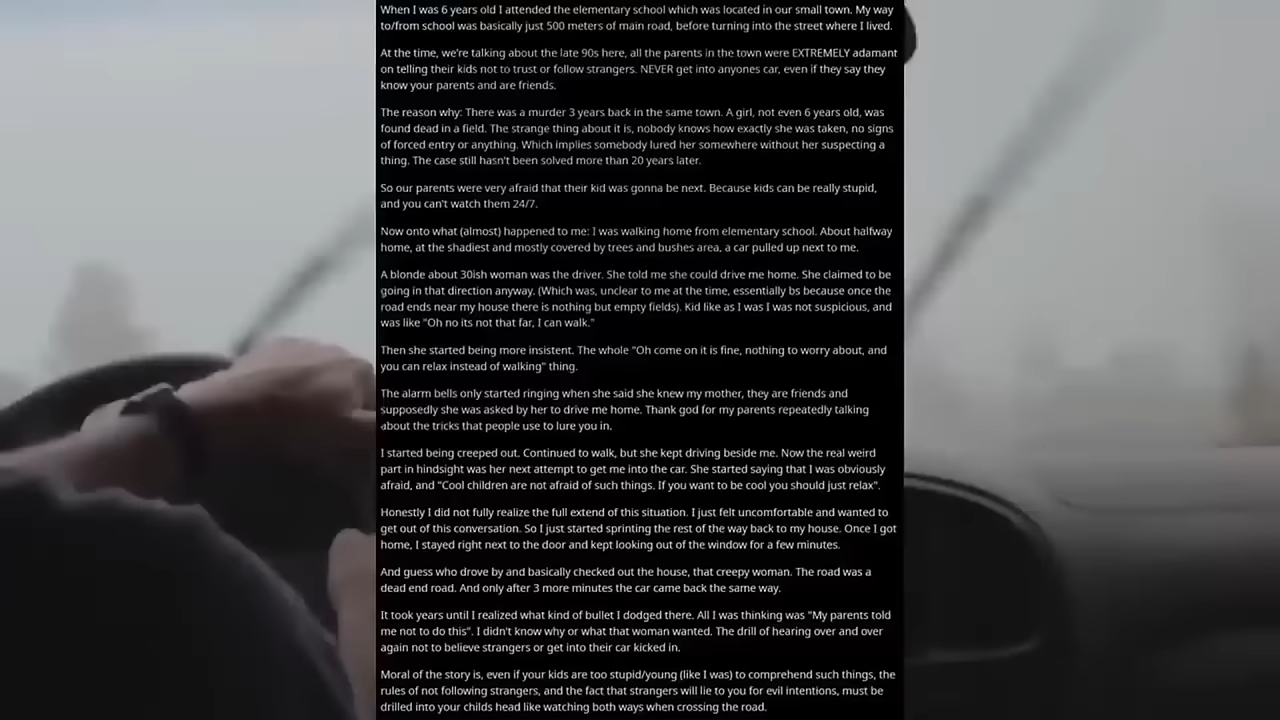 When I was 6 years old I attended the elementary school which was located in our small town. My way
to/from school was basically just 500 meters of main road, before turning into the street where I lived.
At the time, we're talking about the late 90s here, all the parents in the town were EXTREMELY adamant
on telling their kids not to trust or follow strangers. NEVER get into anyones car, even if they say they
know your parents and are friends.
The reason why: There was a murder 3 years back in the same town. A girl, not even 6 years old, was
found dead in a field. The strange thing about it is, nobody knows how exactly she was taken, no signs
of forced entry or anything. Which implies somebody lured her somewhere without her suspecting a
thing. The case still hasn't been solved more than 20 years later.
So our parents were very afraid that their kid was gonna be next. Because kids can be really stupid,
and you can't watch them 24/7.
Now onto what (almost) happened to me: I was walking home from elementary school. About halfway
home, at the shadiest and mostly covered by trees and bushes area, a car pulled up next to me.
A blonde about 30ish woman was the driver. She told me she could drive me home. She claimed to be
going in that direction anyway. (Which was, unclear to me at the time, essentially bs because once the
road ends near my house there is nothing but empty fields). Kid like as I was I was not suspicious, and
was like "Oh no its not that far, I can walk."
Then she started being more insistent. The whole "Oh come on it is fine, nothing to worry about, and
you can relax instead of walking" thing.
The alarm bells only started ringing when she said she knew my mother, they are friends and
supposedly she was asked by her to drive me home. Thank god for my parents repeatedly talking
about the tricks that people use to lure you in.
I started being creeped out. Continued to walk, but she kept driving beside me. Now the real weird
part in hindsight was her next attempt to get me into the car. She started saying that I was obviously
afraid, and "Cool children are not afraid of such things. If you want to be cool you should just relax".
Honestly I did not fully realize the full extend of this situation. I just felt uncomfortable and wanted to
get out of this conversation. So I just started sprinting the rest of the way back to my house. Once I got
home, I stayed right next to the door and kept looking out of the window for a few minutes.
And guess who drove by and basically checked out the house, that creepy woman. The road was a
dead end road. And only after 3 more minutes the car came back the same way.
It took years until I realized what kind of bullet I dodged there. All I was thinking was "My parents told
me not to do this". I didn't know why or what that woman wanted. The drill of hearing over and over
again not to believe strangers or get into their car kicked in.
Moral of the story is, even if your kids are too stupid/young (like I was) to comprehend such things, the
rules of not following strangers, and the fact that strangers will lie to you for evil intentions, must be
drilled into your childs head like watching both ways when crossing the road.